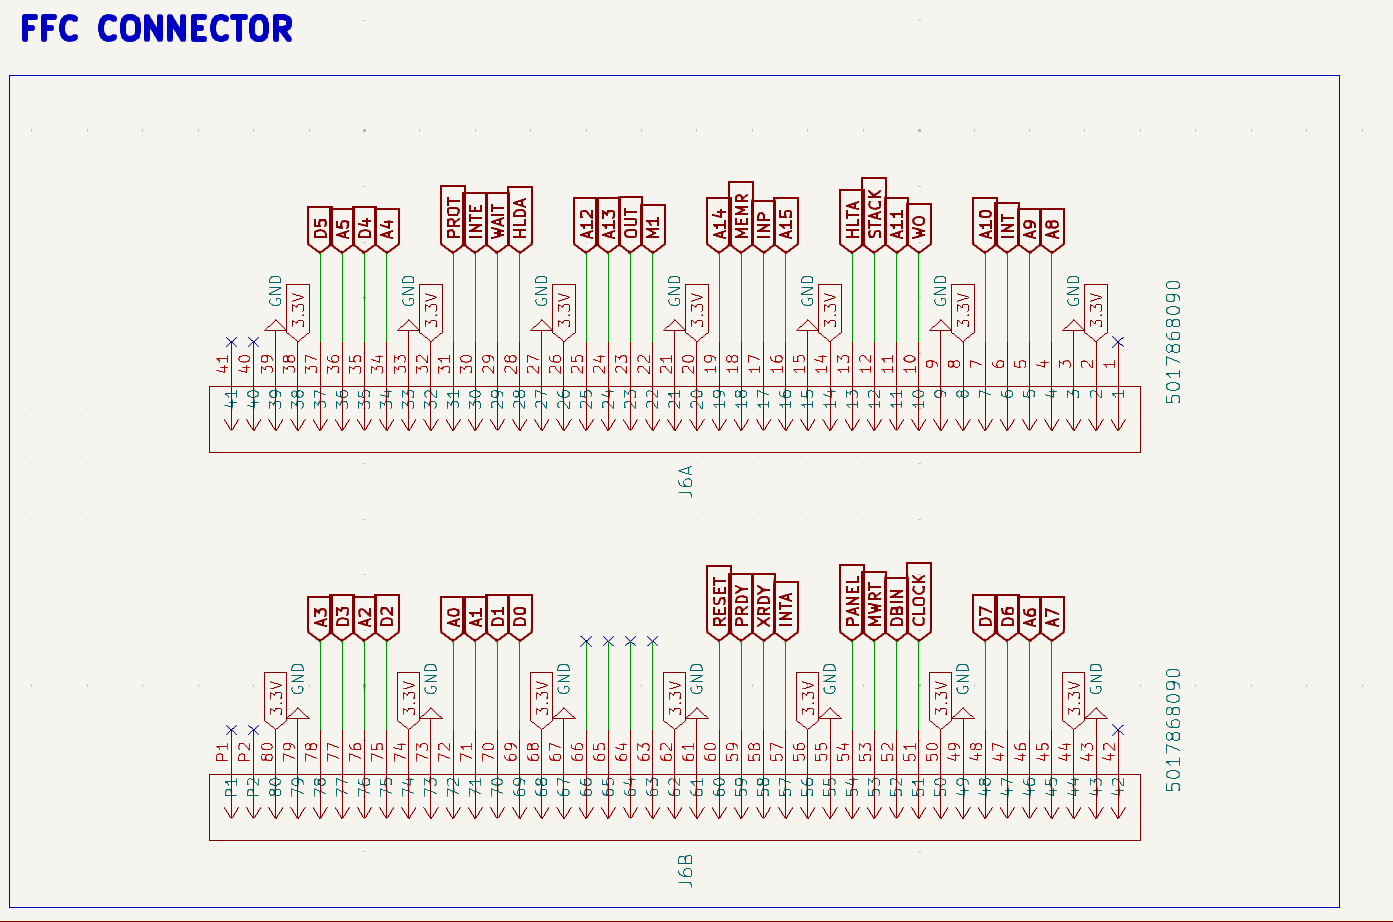 FFC CONNECTOR
D5 A5 D4 A4 PROT INTE WAIT HLDA A12 A13 OUT M1 A14 MEMR INP A15 HLTA STACK A11 WO A10 INT A9 A8
GND 3.3V GND 3.3V GND 3.3V GND 3.3V GND 3.3V GND 3.3V GND 3.3V
41 40 39 38 37 36 35 34 33 32 31 30 29 28 27 26 25 24 23 22 21 20 19 18 17 16 15 14 13 12 11 10 9 8 7 6 5 4 3 2 1
41 40 39 38 37 36 35 34 33 32 31 30 29 28 27 26 25 24 23 22 21 20 19 18 17 16 15 14 13 12 11 10 9 8 7 6 5 4 3 2 1
5017868090
J6A
A3 D3 A2 D2 A0 A1 D1 D0 RESET PRDY XRDY INTA PANEL MWRT DBIN CLOCK D7 D6 A6 A7
3.3V GND 3.3V GND 3.3V GND 3.3V GND 3.3V GND 3.3V GND 3.3V GND
P1 P2 80 79 78 77 76 75 74 73 72 71 70 69 68 67 66 65 64 63 62 61 60 59 58 57 56 55 54 53 52 51 50 49 48 47 46 45 44 43 42
P1 P2 80 79 78 77 76 75 74 73 72 71 70 69 68 67 66 65 64 63 62 61 60 59 58 57 56 55 54 53 52 51 50 49 48 47 46 45 44 43 42
5017868090
J6B